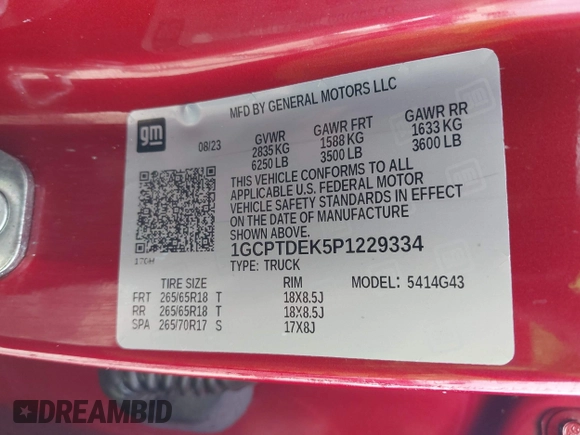 MFD BY GENERAL MOTORS LLC
gm
08/23
GVWR GAWR FRT GAWR RR
2835 KG 1588 KG 1633 KG
6250 LB 3500 LB 3600 LB
THIS VEHICLE CONFORMS TO ALL
APPLICABLE U.S. FEDERAL MOTOR
VEHICLE SAFETY STANDARDS IN EFFECT
ON THE DATE OF MANUFACTURE
SHOWN ABOVE.
1GCPTDEK5P1229334
TYPE: TRUCK MODEL: 5414G43
TIRE SIZE RIM
FRT 265/65R18 T 18X8.5J
RR 265/65R18 T 18X8.5J
SPA 265/70R17 S 17X8J
DREAMBID